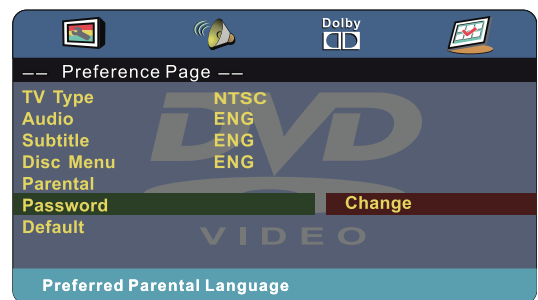 Dolby
-- Preference Page --
TV Type NTSC
Audio ENG
Subtitle ENG
Disc Menu ENG
Parental
Password Change
Default
DVD
VIDEO
Preferred Parental Language